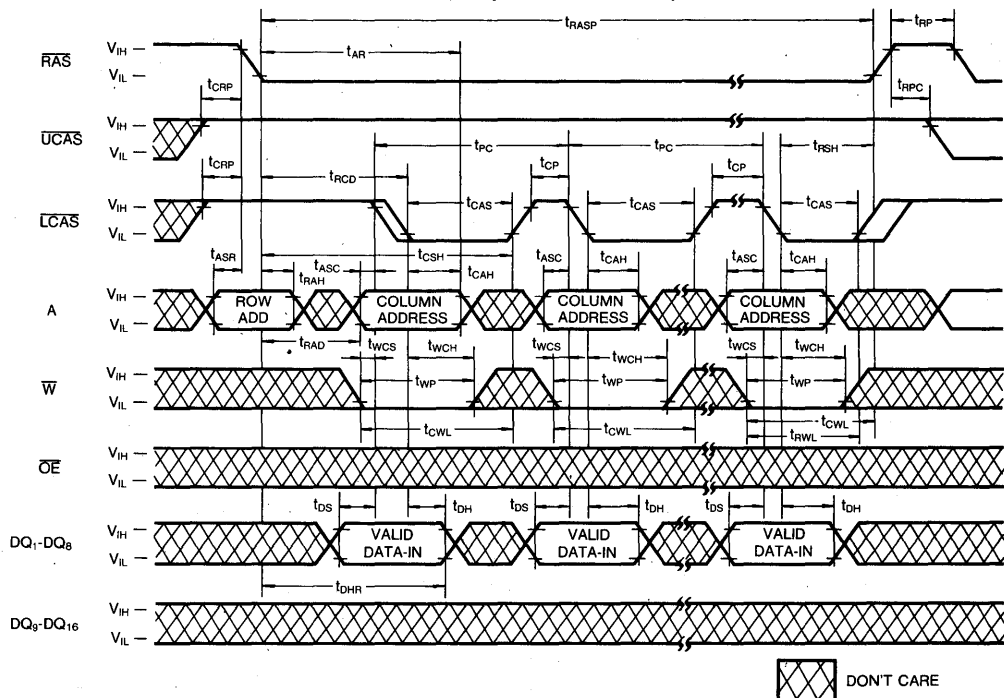 tRASP tRP
tAR
RAS VIH
VIL
tCRP tRPC
UCAS VIH
VIL
tPC tPC tRSH
tCRP tRCD tCP tCP
LCAS VIH
VIL
tCAS tCAS tCAS
tCSH
tASR tRAH tASC tCAH tASC tCAH tASC tCAH
A VIH
VIL
ROW ADD
COLUMN ADDRESS
COLUMN ADDRESS
COLUMN ADDRESS
tRAD tWCS tWCH tWCS tWCH tWCS tWCH
W VIH
VIL
tWP tWP tWP
tCWL tCWL tCWL
tRWL
OE VIH
VIL
tDS tDH tDS tDH tDS tDH
DQ1-DQ8 VIH
VIL
VALID DATA-IN
VALID DATA-IN
VALID DATA-IN
tDHR
DQ9-DQ16 VIH
VIL
DON'T CARE